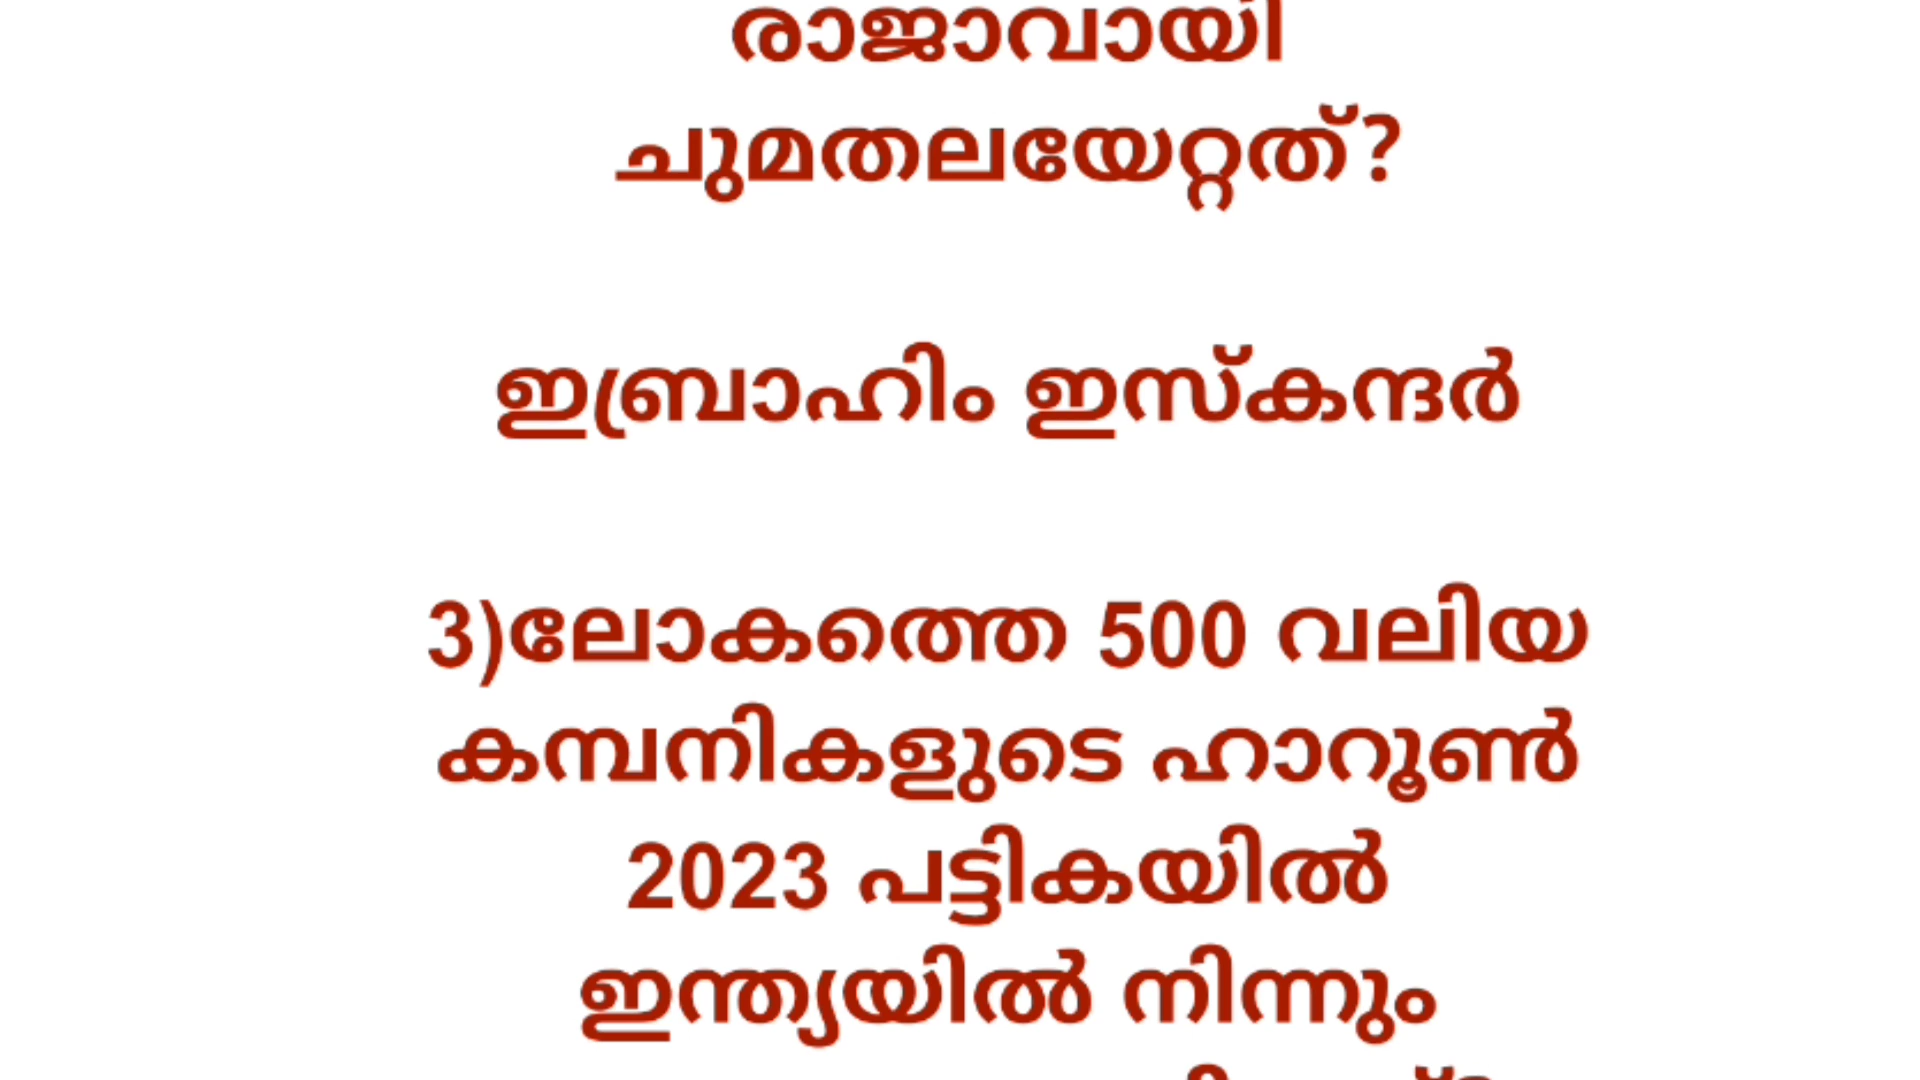 രാജാവായി
ചുമതലയേറ്റത്?
ഇബ്രാഹിം ഇസ്കന്ദർ
3)ലോകത്തെ 500 വലിയ
കമ്പനികളുടെ ഹാറൂൺ
2023 പട്ടികയിൽ
ഇന്ത്യയിൽ നിന്നും